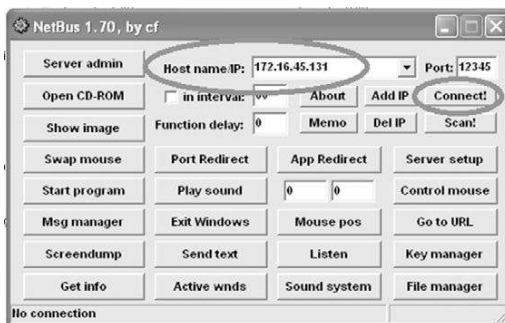 NetBus 1.70, by cf
Server admin Host name/IP: 172.16.45.131 Port: 12345
Open CD-ROM in interval: 60 About Add IP Connect!
Show image Function delay: 0 Memo Del IP Scan!
Swap mouse Port Redirect App Redirect Server setup
Start program Play sound 0 0 Control mouse
Msg manager Exit Windows Mouse pos Go to URL
Screendump Send text Listen Key manager
Get info Active wnds Sound system File manager
No connection